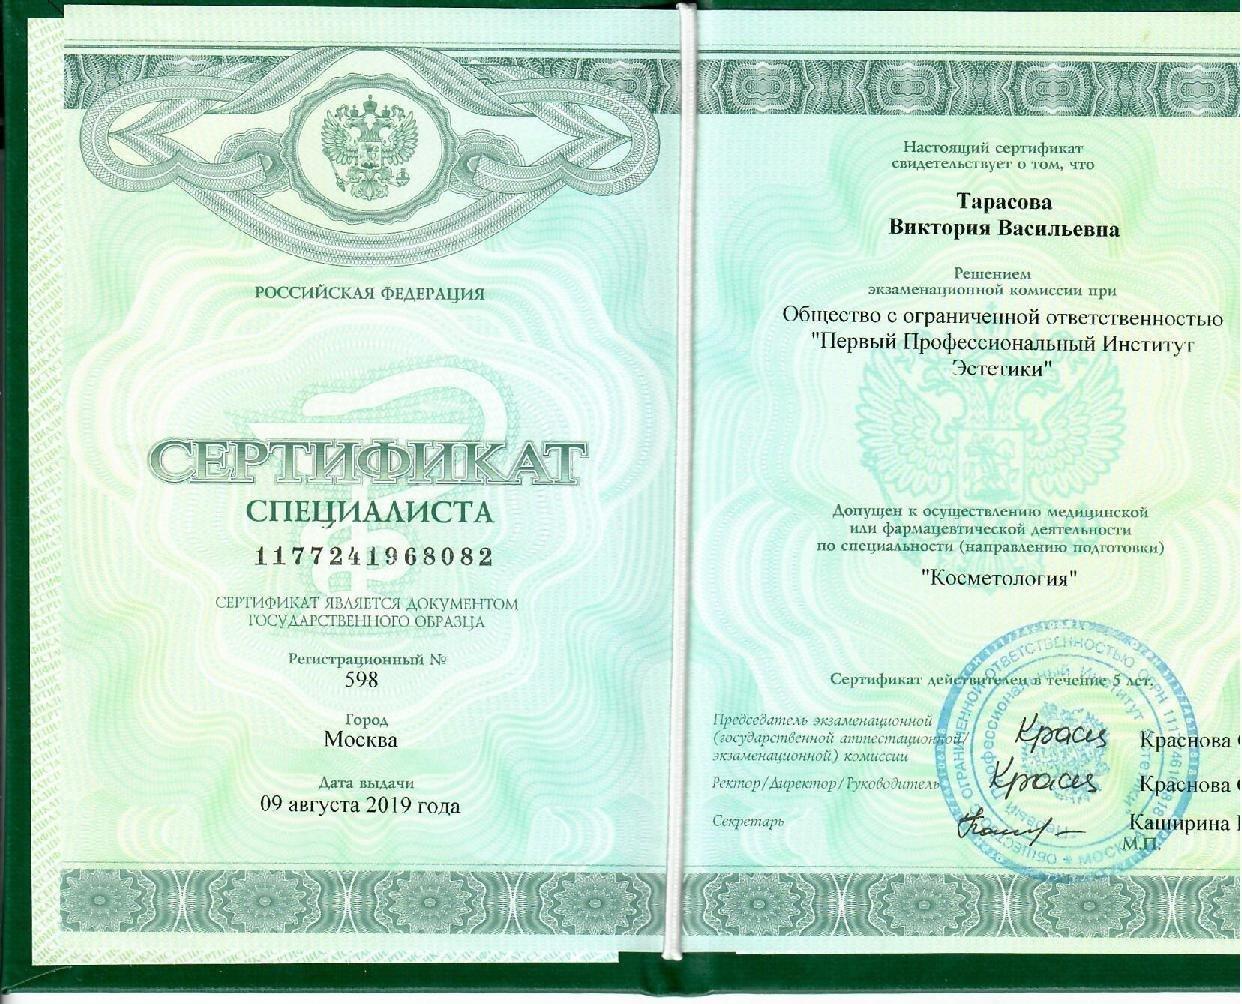 РОССИЙСКАЯ ФЕДЕРАЦИЯ
СЕРТИФИКАТ
СПЕЦИАЛИСТА
1177241968082
СЕРТИФИКАТ ЯВЛЯЕТСЯ ДОКУМЕНТОМ
ГОСУДАРСТВЕННОГО ОБРАЗЦА
Регистрационный №
598
Город
Москва
Дата выдачи
09 августа 2019 года
Настоящий сертификат
свидетельствует о том, что
Тарасова
Виктория Васильевна
Решением
экзаменационной комиссии при
Общество с ограниченной ответственностью
"Первый Профессиональный Институт
Эстетики"
Допущен к осуществлению медицинской
или фармацевтической деятельности
по специальности (направлению подготовки)
"Косметология"
Сертификат действителен в течение 5 лет.
Председатель экзаменационной
(государственной аттестационной/
экзаменационной) комиссии
Краснова
Ректор/Директор/Руководитель
Краснова
Секретарь
Каширина
М.П.